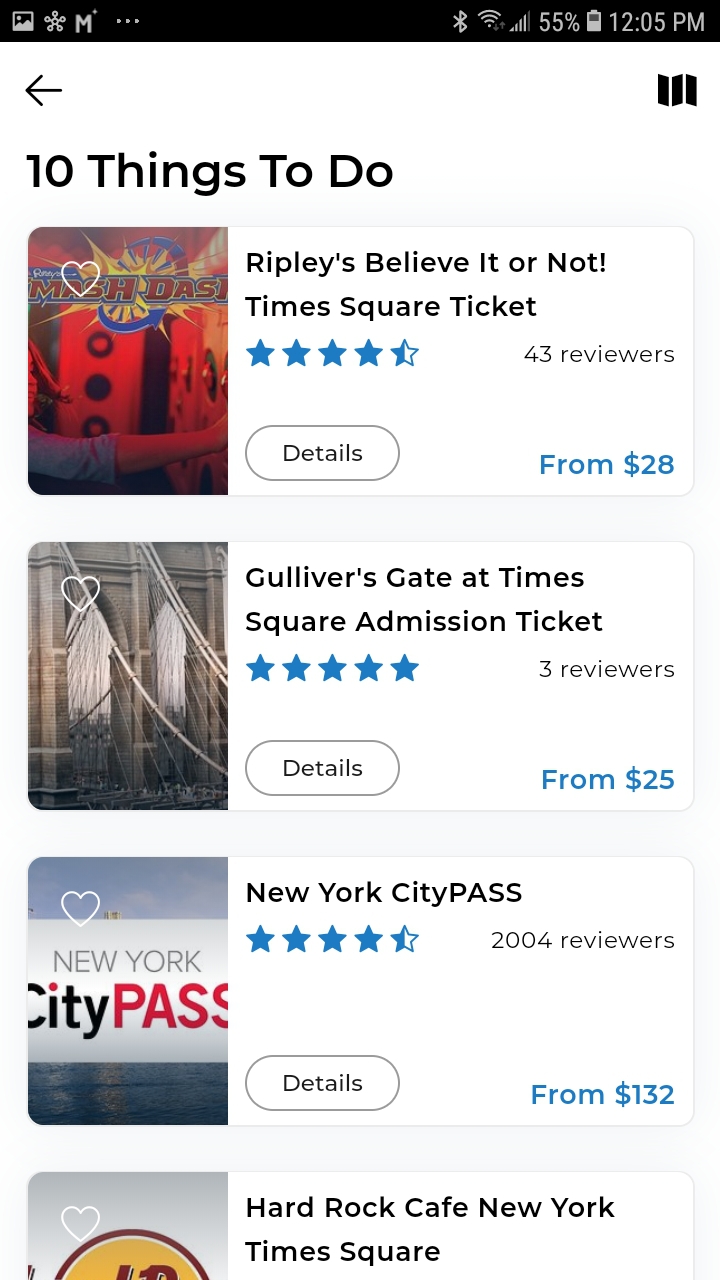 55% 12:05 PM
10 Things To Do
Ripley's
SMASH DASH
Ripley's Believe It or Not!
Times Square Ticket
43 reviewers
Details
From $28
Gulliver's Gate at Times
Square Admission Ticket
3 reviewers
Details
From $25
NEW YORK
CityPASS
New York CityPASS
2004 reviewers
Details
From $132
Hard Rock Cafe New York
Times Square